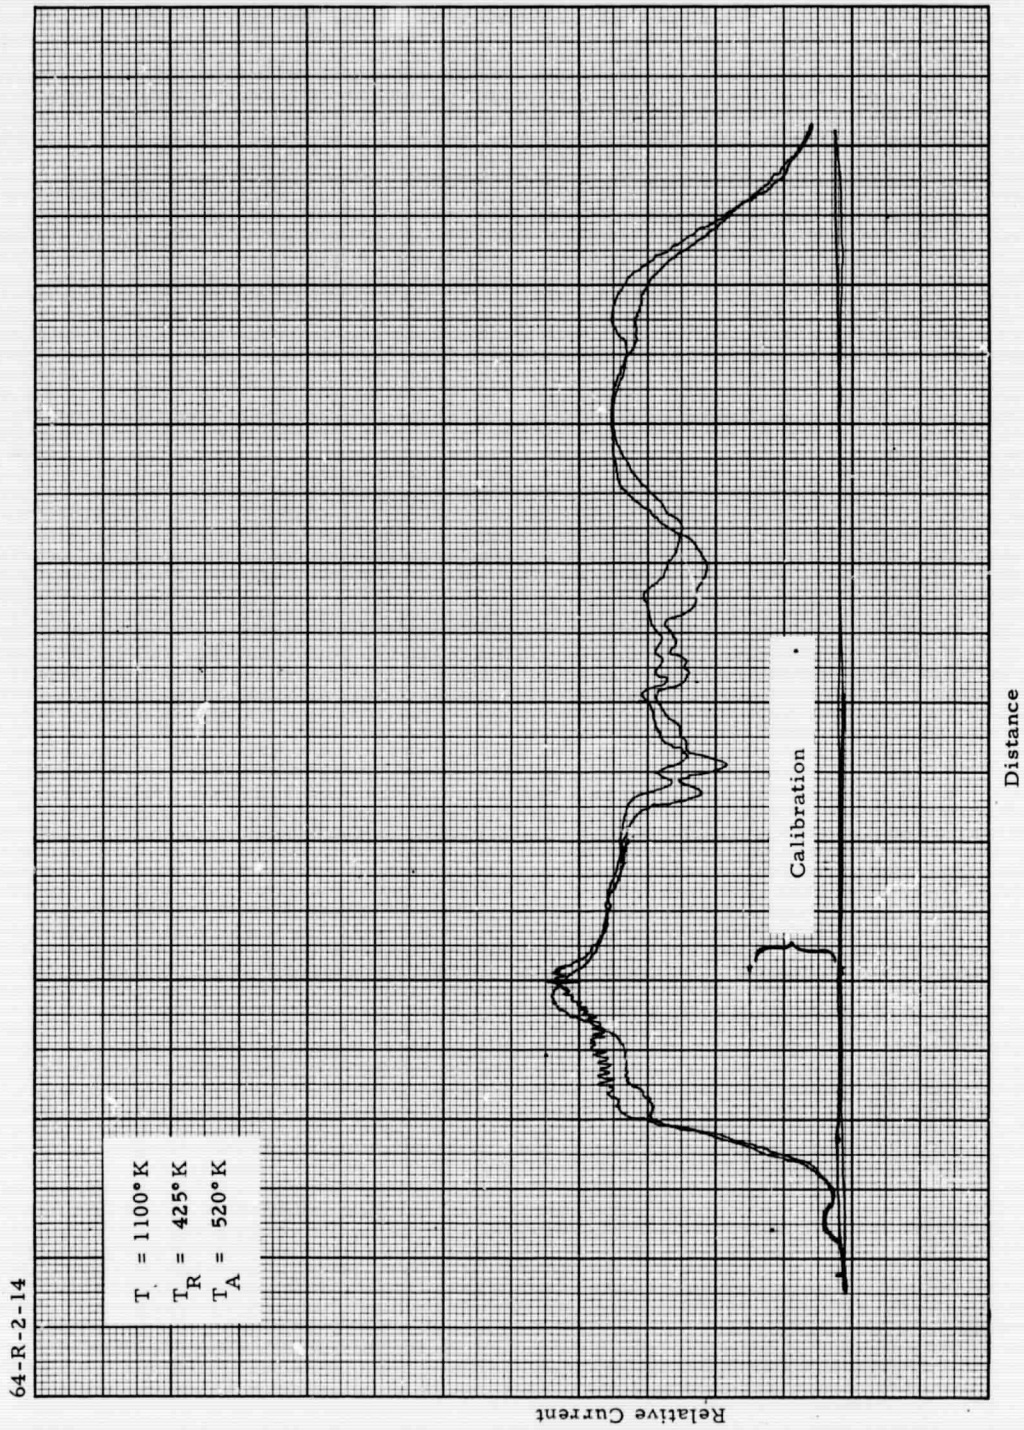 64-R-2-14
T = 1100° K
T_R = 425° K
T_A = 520° K
Relative Current
Calibration
Distance